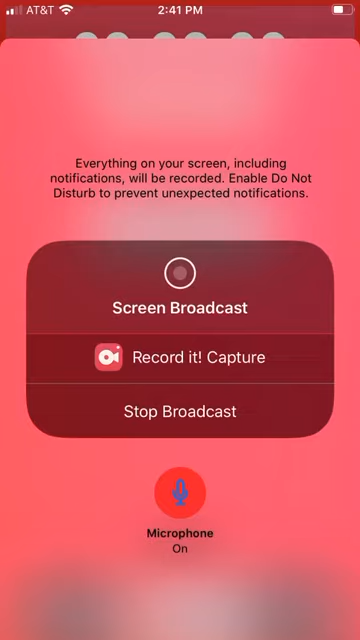 AT&T 2:41 PM
Everything on your screen, including
notifications, will be recorded. Enable Do Not
Disturb to prevent unexpected notifications.
Screen Broadcast
Record it! Capture
Stop Broadcast
Microphone
On